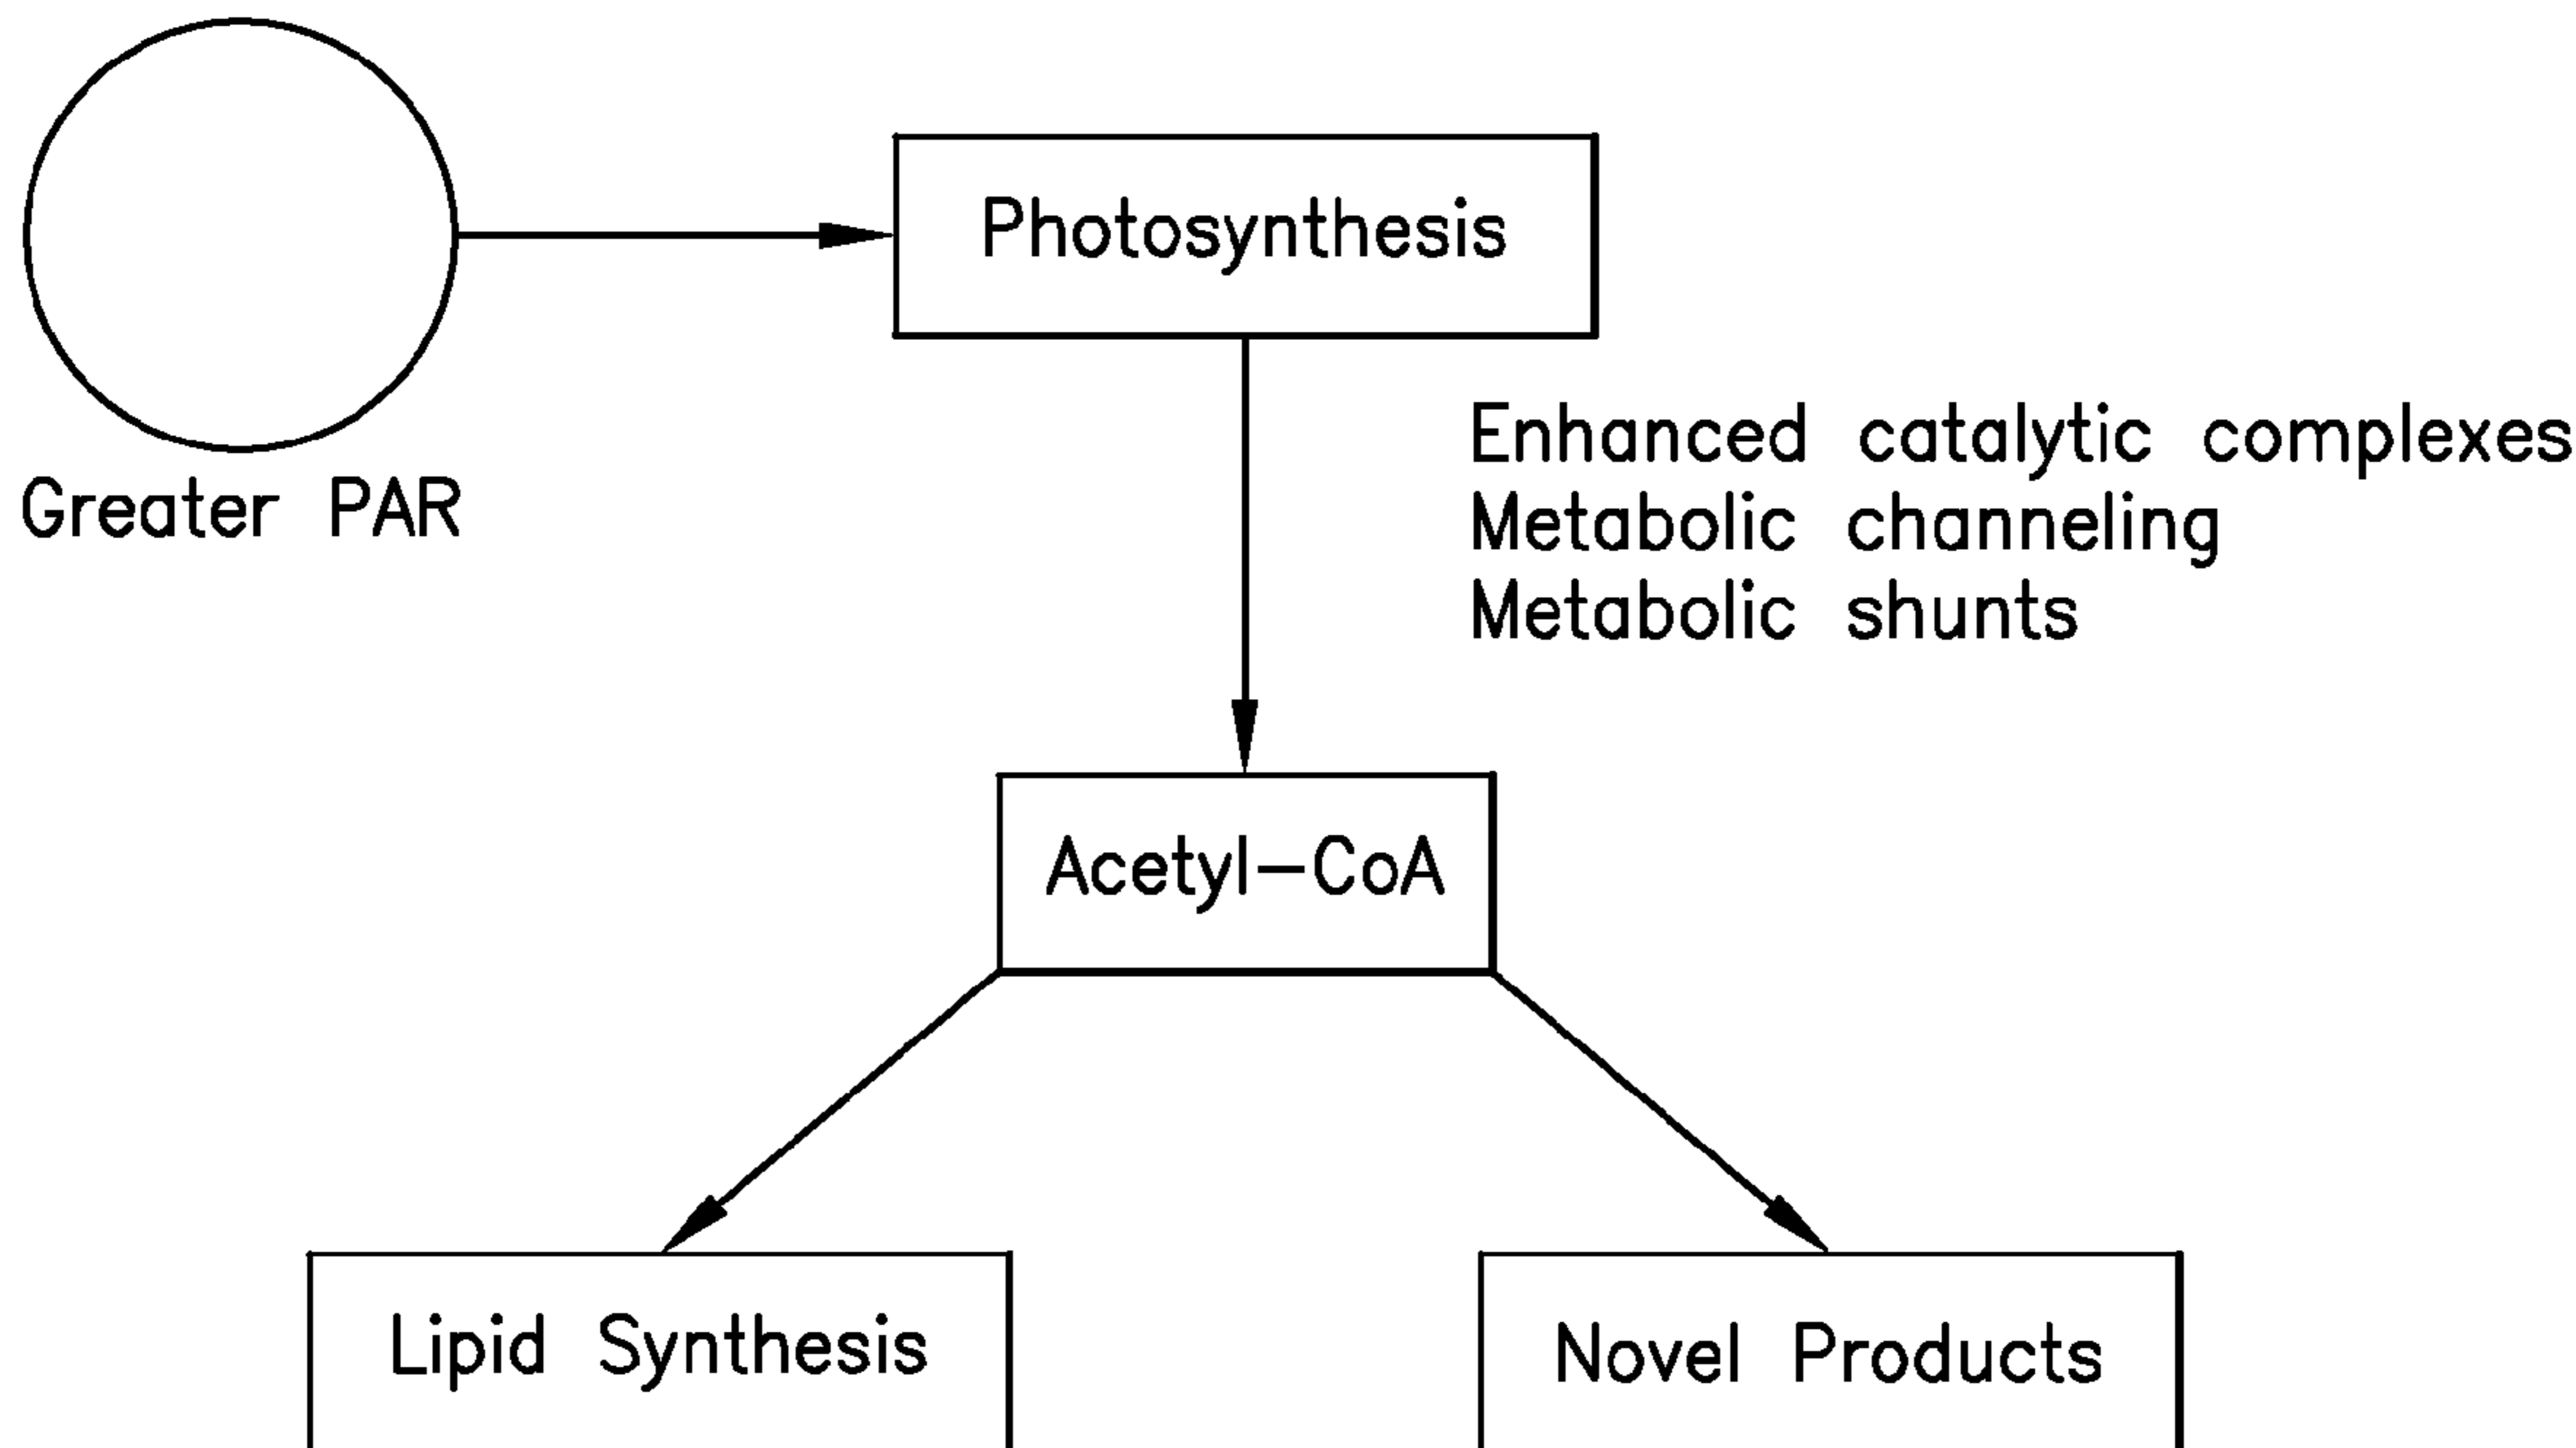 Photosynthesis
Greater PAR
Enhanced catalytic complexes
Metabolic channeling
Metabolic shunts
Acetyl-CoA
Lipid Synthesis
Novel Products